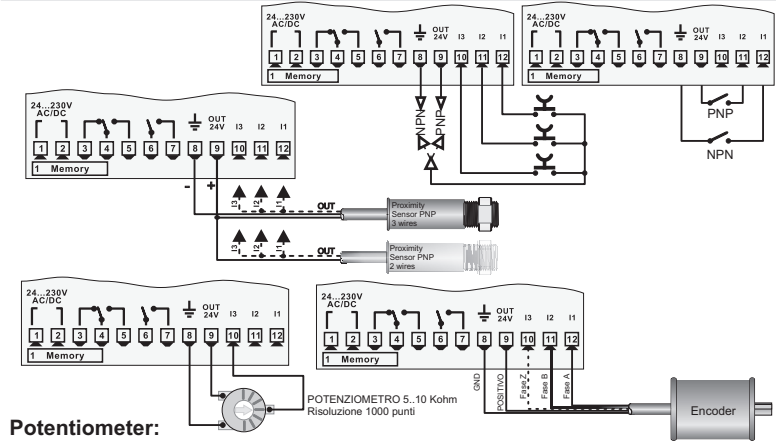 24...230V
AC/DC
OUT
24V I3 I2 I1
1 2 3 4 5 6 7 8 9 10 11 12
1 Memory
NPN
PNP
24...230V
AC/DC
OUT
24V I3 I2 I1
1 2 3 4 5 6 7 8 9 10 11 12
1 Memory
PNP
NPN
24...230V
AC/DC
OUT
24V I3 I2 I1
1 2 3 4 5 6 7 8 9 10 11 12
1 Memory
- +
I3 I2 I1 OUT
Proximity
Sensor PNP
3 wires
I3 I2 I1 OUT
Proximity
Sensor PNP
2 wires
24...230V
AC/DC
OUT
24V I3 I2 I1
1 2 3 4 5 6 7 8 9 10 11 12
1 Memory
POTENZIOMETRO 5..10 Kohm
Risoluzione 1000 punti
Potentiometer:
24...230V
AC/DC
OUT
24V I3 I2 I1
1 2 3 4 5 6 7 8 9 10 11 12
1 Memory
GND
POSITIVO
Fase Z
Fase B
Fase A
Encoder